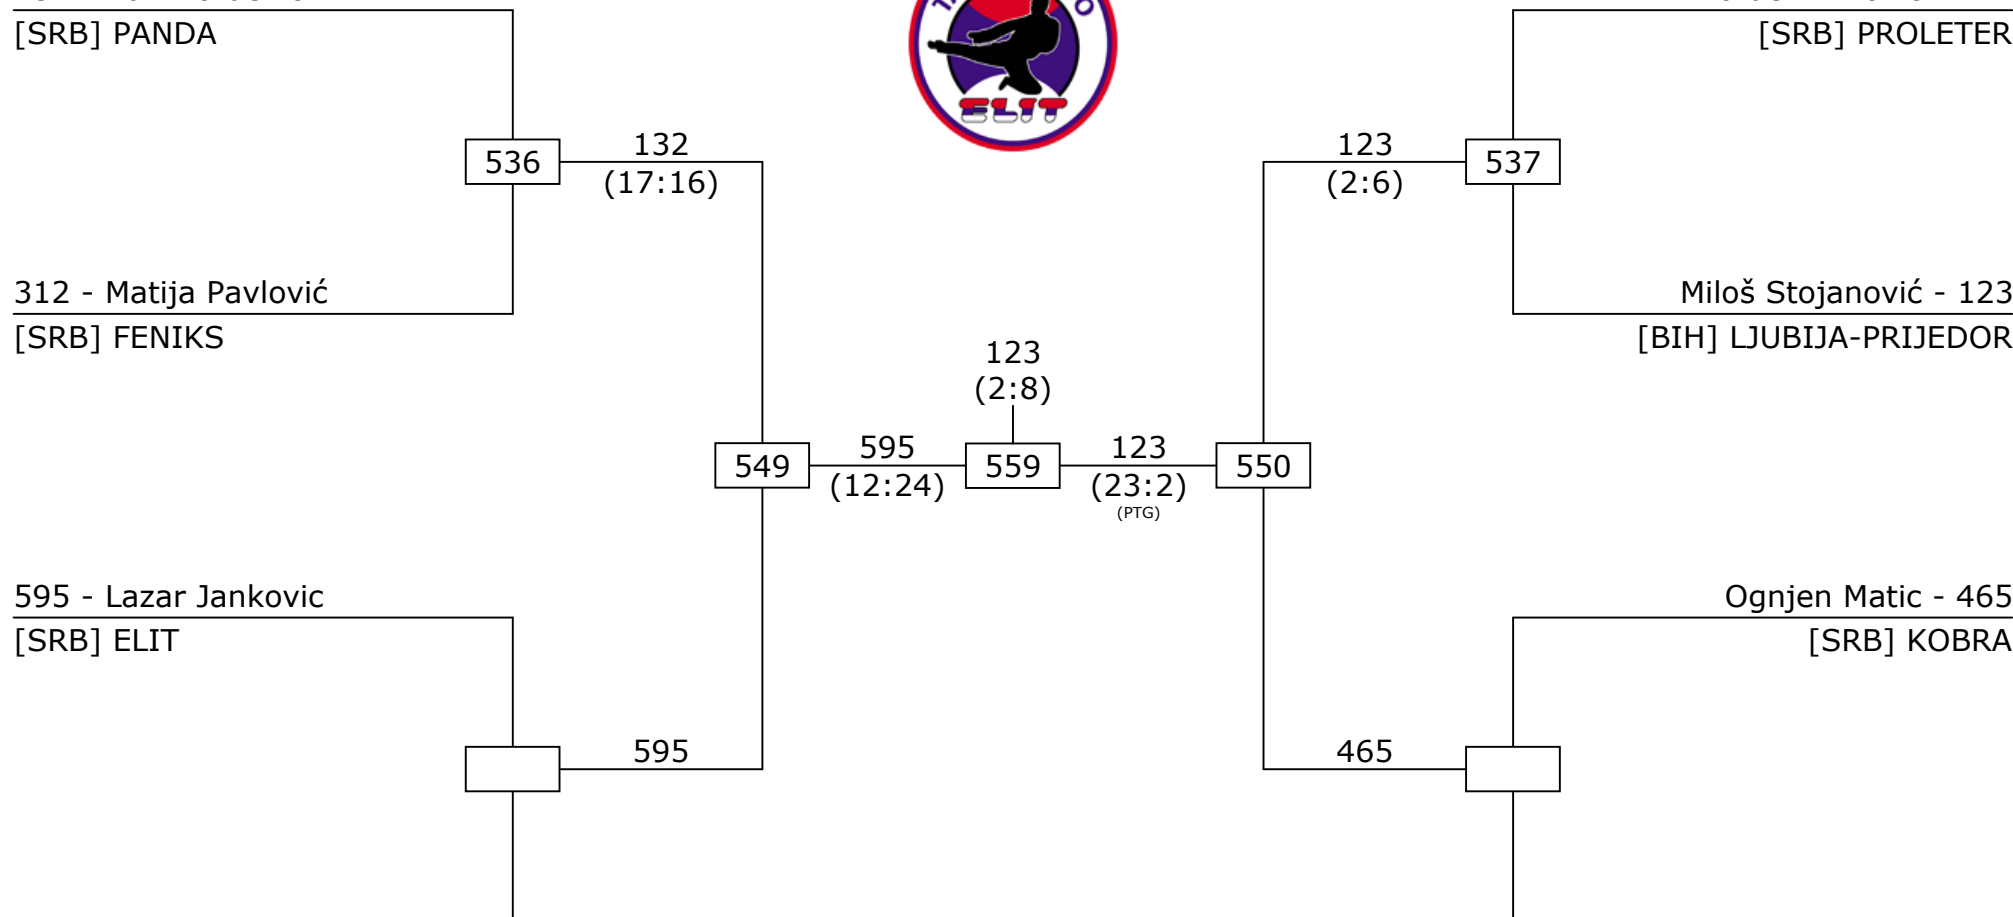 [SRB] PANDA
[SRB] PROLETER
ELIT
536
132
(17:16)
123
(2:6)
537
312 - Matija Pavlović
[SRB] FENIKS
Miloš Stojanović - 123
[BIH] LJUBIJA-PRIJEDOR
123
(2:8)
549
595
(12:24)
559
123
(23:2)
(PTG)
550
595 - Lazar Jankovic
[SRB] ELIT
Ognjen Matic - 465
[SRB] KOBRA
595
465